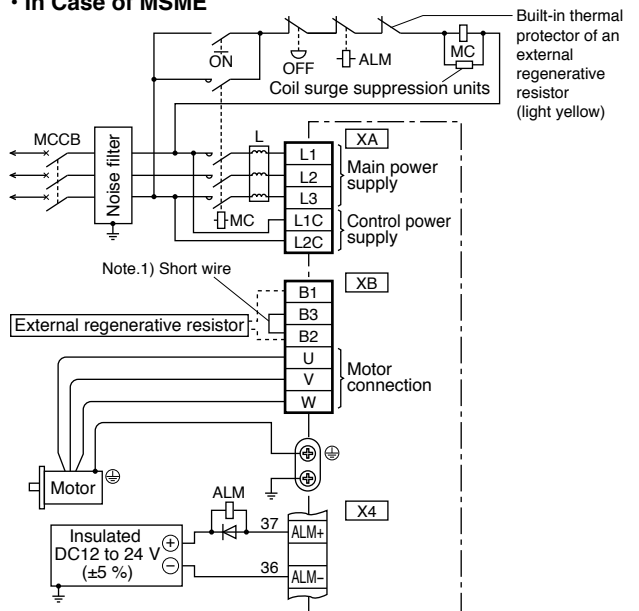 • In Case of MSME
Built-in thermal
protector of an
external
regenerative
resistor
(light yellow)
ON
OFF
ALM
MC
Coil surge suppression units
MCCB
Noise filter
L
XA
L1
L2
L3
L1C
L2C
Main power
supply
Control power
supply
MC
Note.1) Short wire
XB
B1
B3
B2
U
V
W
External regenerative resistor
Motor
connection
Motor
ALM
X4
Insulated
DC12 to 24 V
(±5 %)
+
−
37
ALM+
36
ALM−